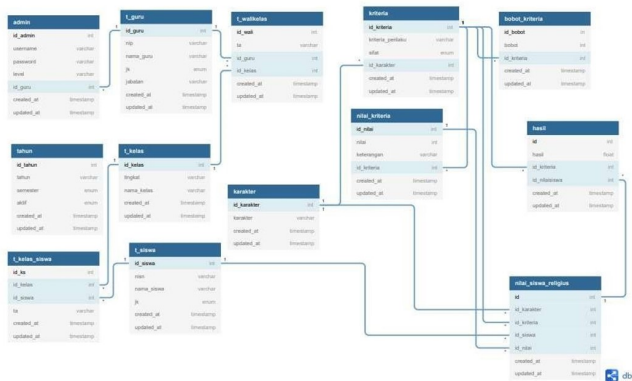 admin
id_admin int
username varchar
password varchar
level varchar
id_guru int
created_at timestamp
updated_at timestamp
t_guru
id_guru int
nip varchar
nama_guru varchar
jk enum
jabatan varchar
created_at timestamp
updated_at timestamp
t_walikelas
id_wali int
ta varchar
id_guru int
id_kelas int
created_at timestamp
updated_at timestamp
kriteria
id_kriteria int
kriteria_perilaku varchar
sifat enum
id_karakter int
created_at timestamp
updated_at timestamp
bobot_kriteria
id_bobot int
bobot int
id_kriteria int
created_at timestamp
updated_at timestamp
tahun
id_tahun int
tahun varchar
semester enum
aktif enum
created_at timestamp
updated_at timestamp
t_kelas
id_kelas int
tingkat varchar
nama_kelas varchar
created_at timestamp
updated_at timestamp
nilai_kriteria
id_nilai int
nilai int
keterangan varchar
id_kriteria int
created_at timestamp
updated_at timestamp
hasil
id int
hasil float
id_kriteria int
id_nilaisiswa int
created_at timestamp
updated_at timestamp
karakter
id_karakter int
karakter varchar
created_at timestamp
updated_at timestamp
t_kelas_siswa
id_ks int
id_kelas int
id_siswa int
ta varchar
created_at timestamp
updated_at timestamp
t_siswa
id_siswa int
nisn varchar
nama_siswa varchar
jk enum
created_at timestamp
updated_at timestamp
nilai_siswa_religius
id int
id_karakter int
id_kriteria int
id_siswa int
id_nilai int
created_at timestamp
updated_at timestamp
db